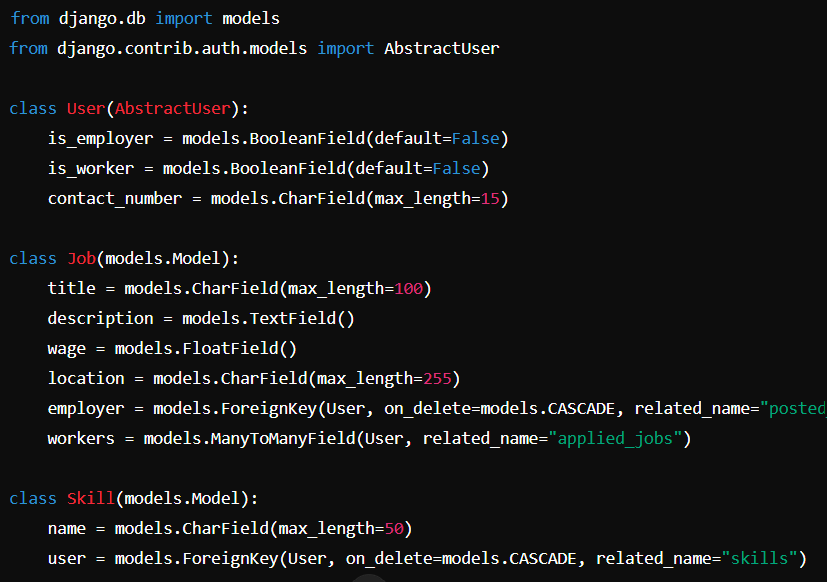 from django.db import models
from django.contrib.auth.models import AbstractUser
class User(AbstractUser):
    is_employer = models.BooleanField(default=False)
    is_worker = models.BooleanField(default=False)
    contact_number = models.CharField(max_length=15)
class Job(models.Model):
    title = models.CharField(max_length=100)
    description = models.TextField()
    wage = models.FloatField()
    location = models.CharField(max_length=255)
    employer = models.ForeignKey(User, on_delete=models.CASCADE, related_name="posted
    workers = models.ManyToManyField(User, related_name="applied_jobs")
class Skill(models.Model):
    name = models.CharField(max_length=50)
    user = models.ForeignKey(User, on_delete=models.CASCADE, related_name="skills")